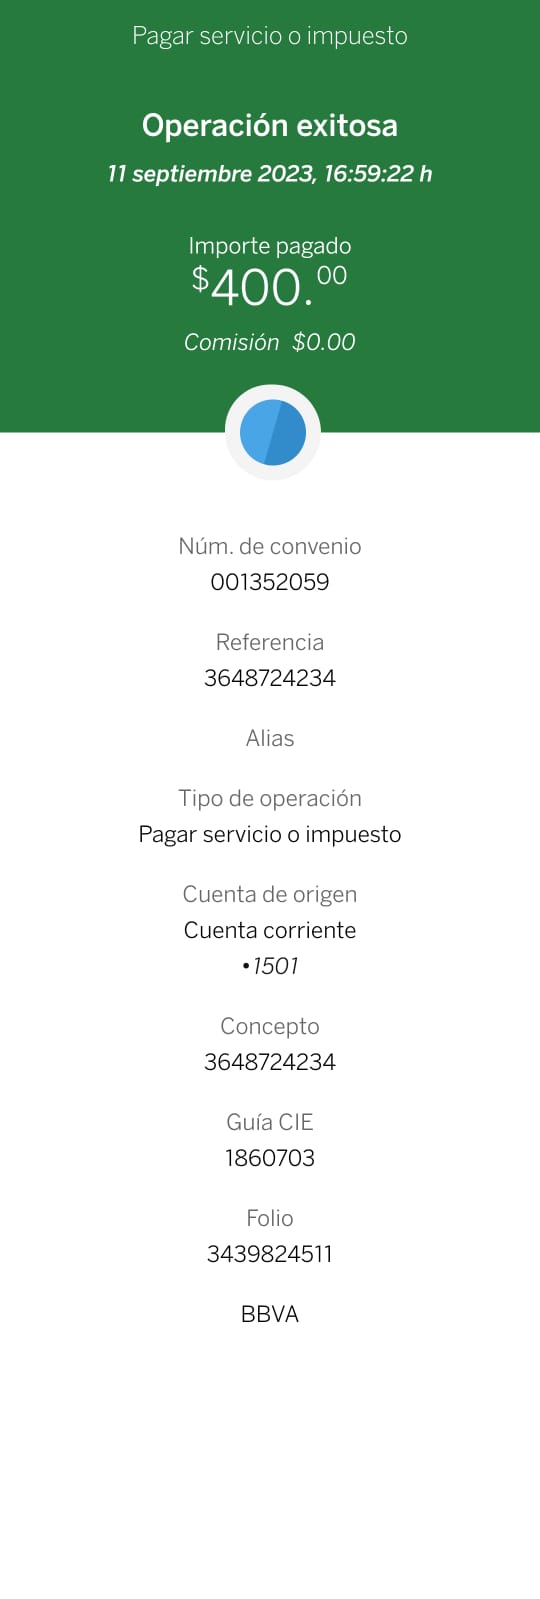 Pagar servicio o impuesto
Operación exitosa
11 septiembre 2023, 16:59:22 h
Importe pagado
$400.00
Comisión $0.00
Núm. de convenio
001352059
Referencia
3648724234
Alias
Tipo de operación
Pagar servicio o impuesto
Cuenta de origen
Cuenta corriente
•1501
Concepto
3648724234
Guía CIE
1860703
Folio
3439824511
BBVA